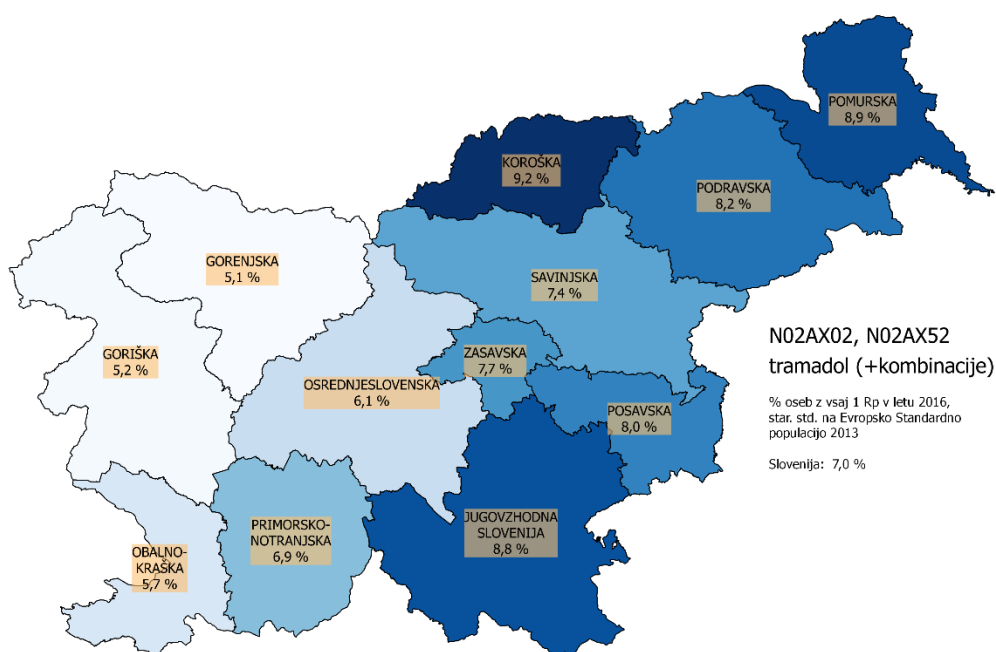 POMURSKA
8,9 %
KOROŠKA
9,2 %
PODRAVSKA
8,2 %
GORENJSKA
5,1 %
SAVINJSKA
7,4 %
GORIŠKA
5,2 %
ZASAVSKA
7,7 %
OSREDNJESLOVENSKA
6,1 %
POSAVSKA
8,0 %
PRIMORSKO-
NOTRANJSKA
6,9 %
JUGOVZHODNA
SLOVENIJA
8,8 %
OBALNO-
KRAŠKA
5,7 %
N02AX02, N02AX52
tramadol (+kombinacije)
% oseb z vsaj 1 Rp v letu 2016,
star. std. na Evropsko Standardno
populacijo 2013
Slovenija: 7,0 %